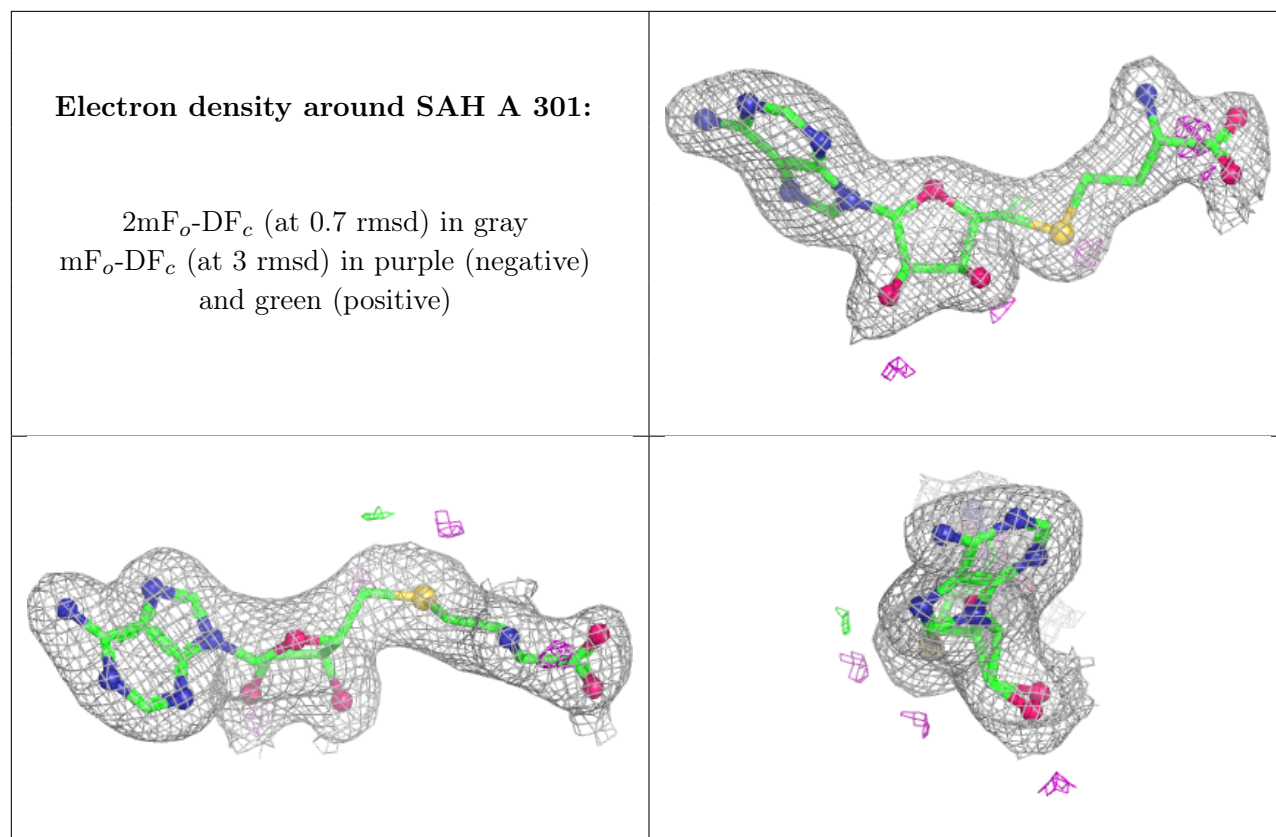 Electron density around SAH A 301:
2mFo-DFc (at 0.7 rmsd) in gray
mFo-DFc (at 3 rmsd) in purple (negative)
and green (positive)